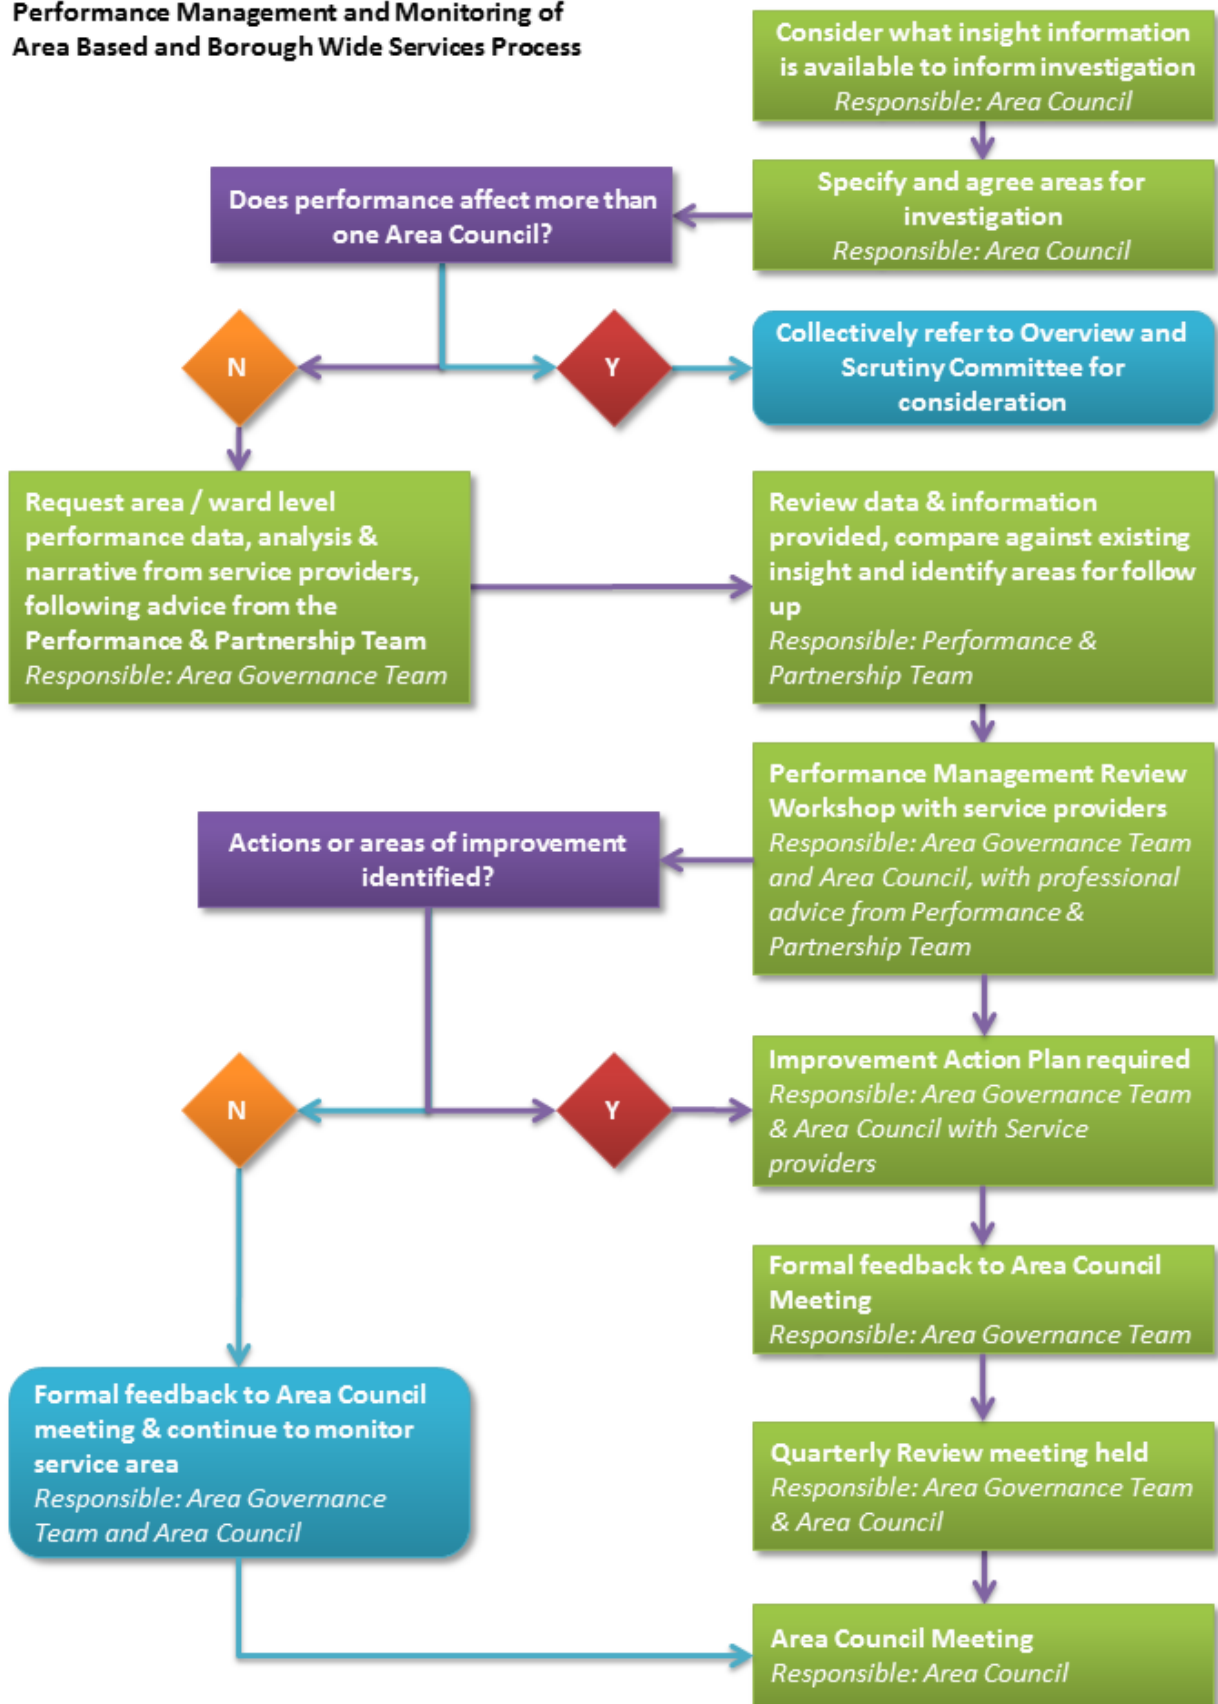 Performance Management and Monitoring of
Area Based and Borough Wide Services Process
Consider what insight information
is available to inform investigation
Responsible: Area Council
Specify and agree areas for
investigation
Responsible: Area Council
Does performance affect more than
one Area Council?
N
Y
Collectively refer to Overview and
Scrutiny Committee for
consideration
Request area / ward level
performance data, analysis &
narrative from service providers,
following advice from the
Performance & Partnership Team
Responsible: Area Governance Team
Review data & information
provided, compare against existing
insight and identify areas for follow
up
Responsible: Performance &
Partnership Team
Performance Management Review
Workshop with service providers
Responsible: Area Governance Team
and Area Council, with professional
advice from Performance &
Partnership Team
Actions or areas of improvement
identified?
N
Y
Improvement Action Plan required
Responsible: Area Governance Team
& Area Council with Service
providers
Formal feedback to Area Council
Meeting
Responsible: Area Governance Team
Formal feedback to Area Council
meeting & continue to monitor
service area
Responsible: Area Governance
Team and Area Council
Quarterly Review meeting held
Responsible: Area Governance Team
& Area Council
Area Council Meeting
Responsible: Area Council